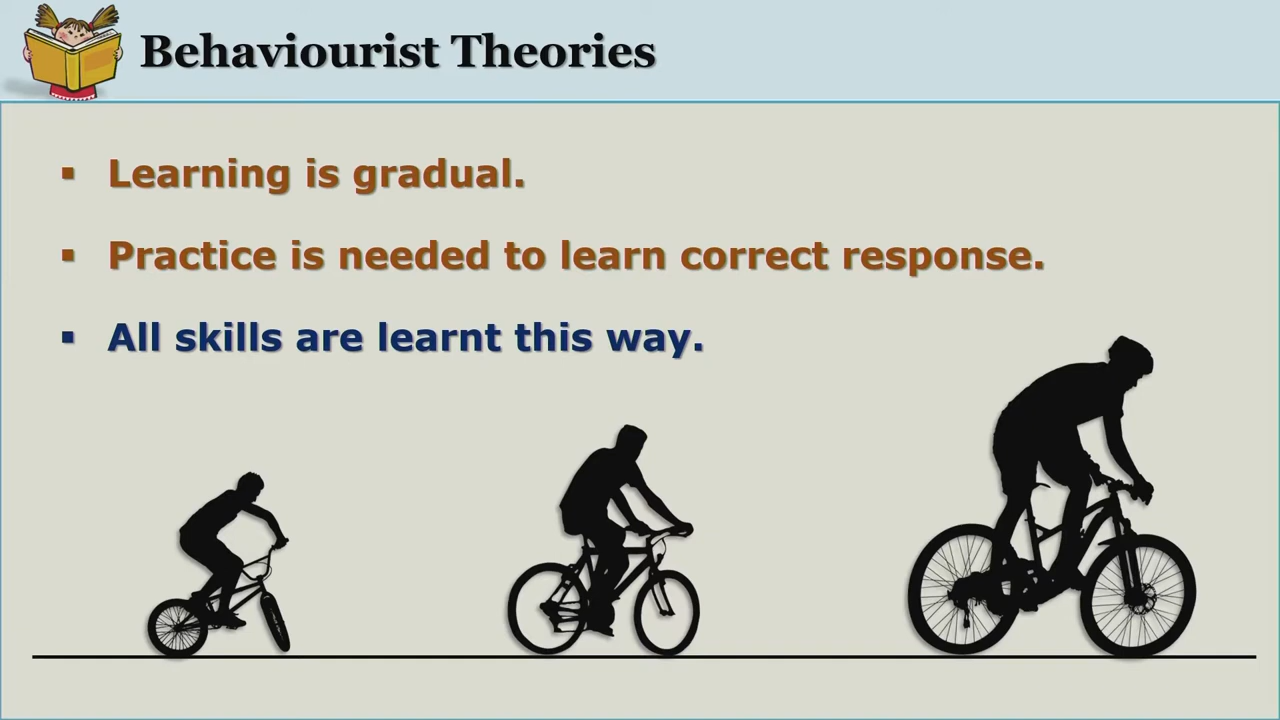 Behaviourist Theories
▪ Learning is gradual.
▪ Practice is needed to learn correct response.
▪ All skills are learnt this way.